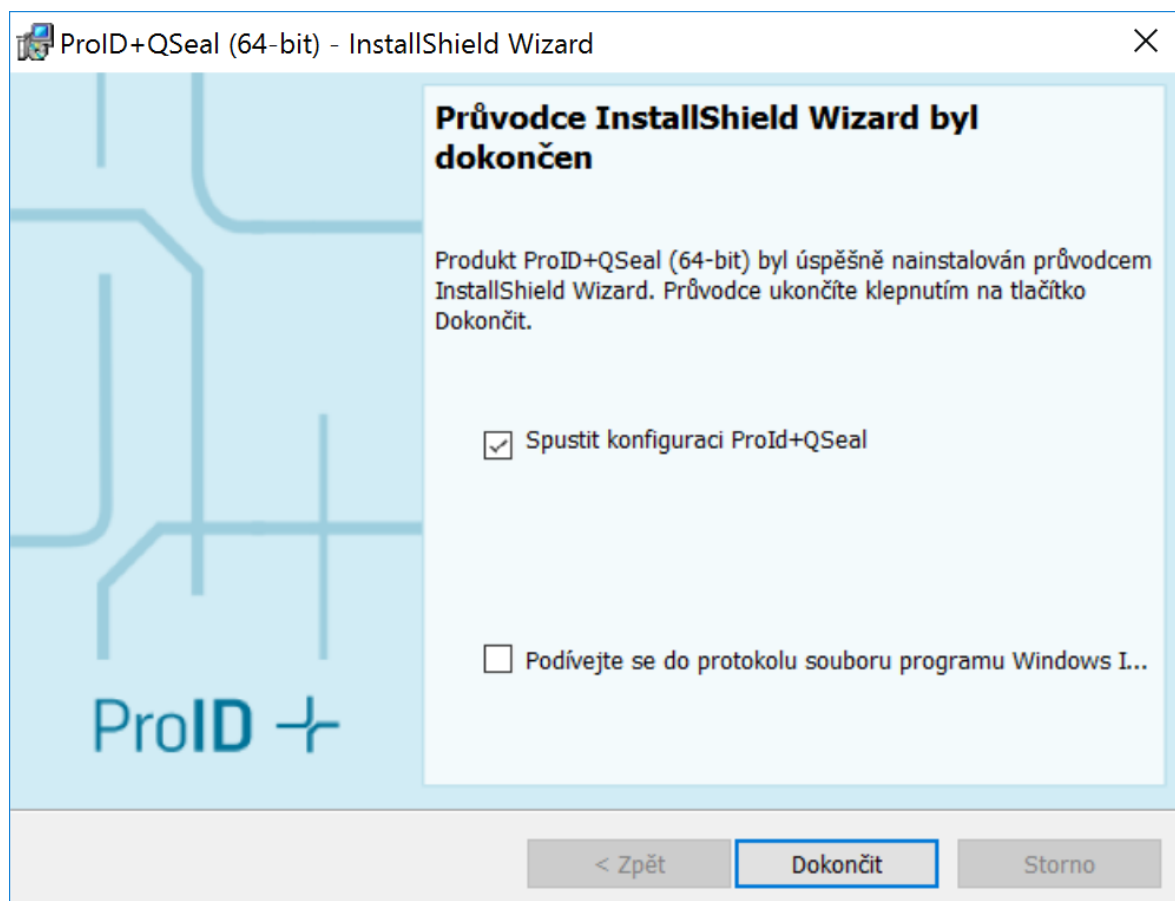 ProID+QSeal (64-bit) - InstallShield Wizard
Průvodce InstallShield Wizard byl
dokončen
Produkt ProID+QSeal (64-bit) byl úspěšně nainstalován průvodcem
InstallShield Wizard. Průvodce ukončíte klepnutím na tlačítko
Dokončit.
Spustit konfiguraci ProId+QSeal
Podívejte se do protokolu souboru programu Windows I...
ProID
< Zpět
Dokončit
Storno